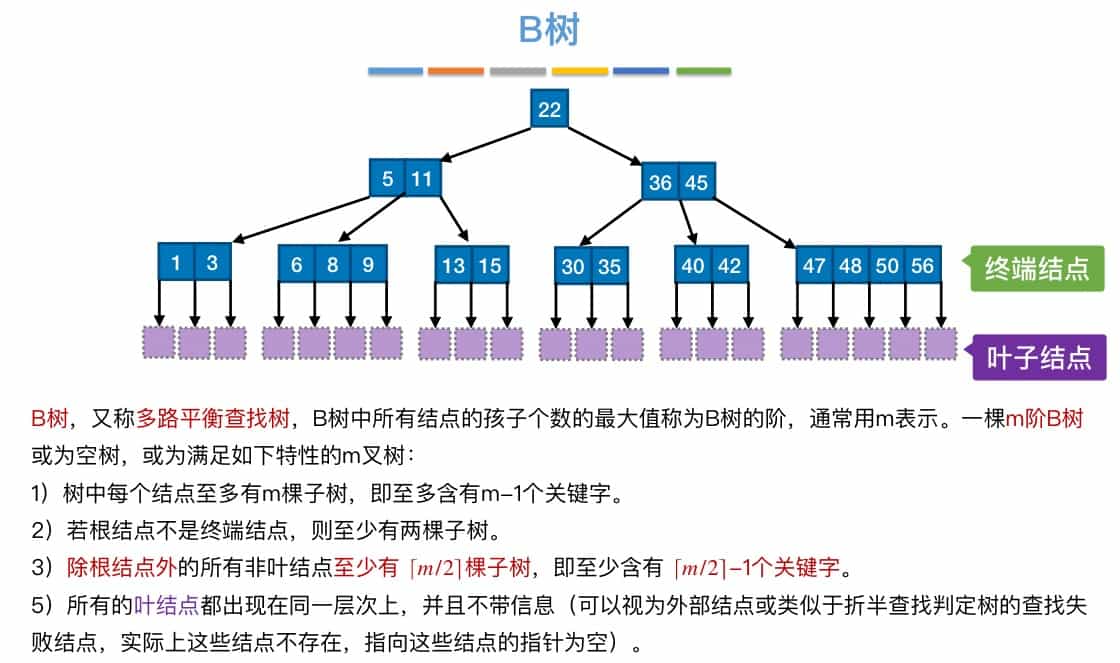 B树
22
5 11
36 45
1 3
6 8 9
13 15
30 35
40 42
47 48 50 56
终端结点
叶子结点
B树，又称多路平衡查找树，B树中所有结点的孩子个数的最大值称为B树的阶，通常用m表示。一棵m阶B树
或为空树，或为满足如下特性的m叉树：
1）树中每个结点至多有m棵子树，即至多含有m-1个关键字。
2）若根结点不是终端结点，则至少有两棵子树。
3）除根结点外的所有非叶结点至少有 ⌈m/2⌉棵子树，即至少含有 ⌈m/2⌉-1个关键字。
5）所有的叶结点都出现在同一层次上，并且不带信息（可以视为外部结点或类似于折半查找判定树的查找失
败结点，实际上这些结点不存在，指向这些结点的指针为空）。